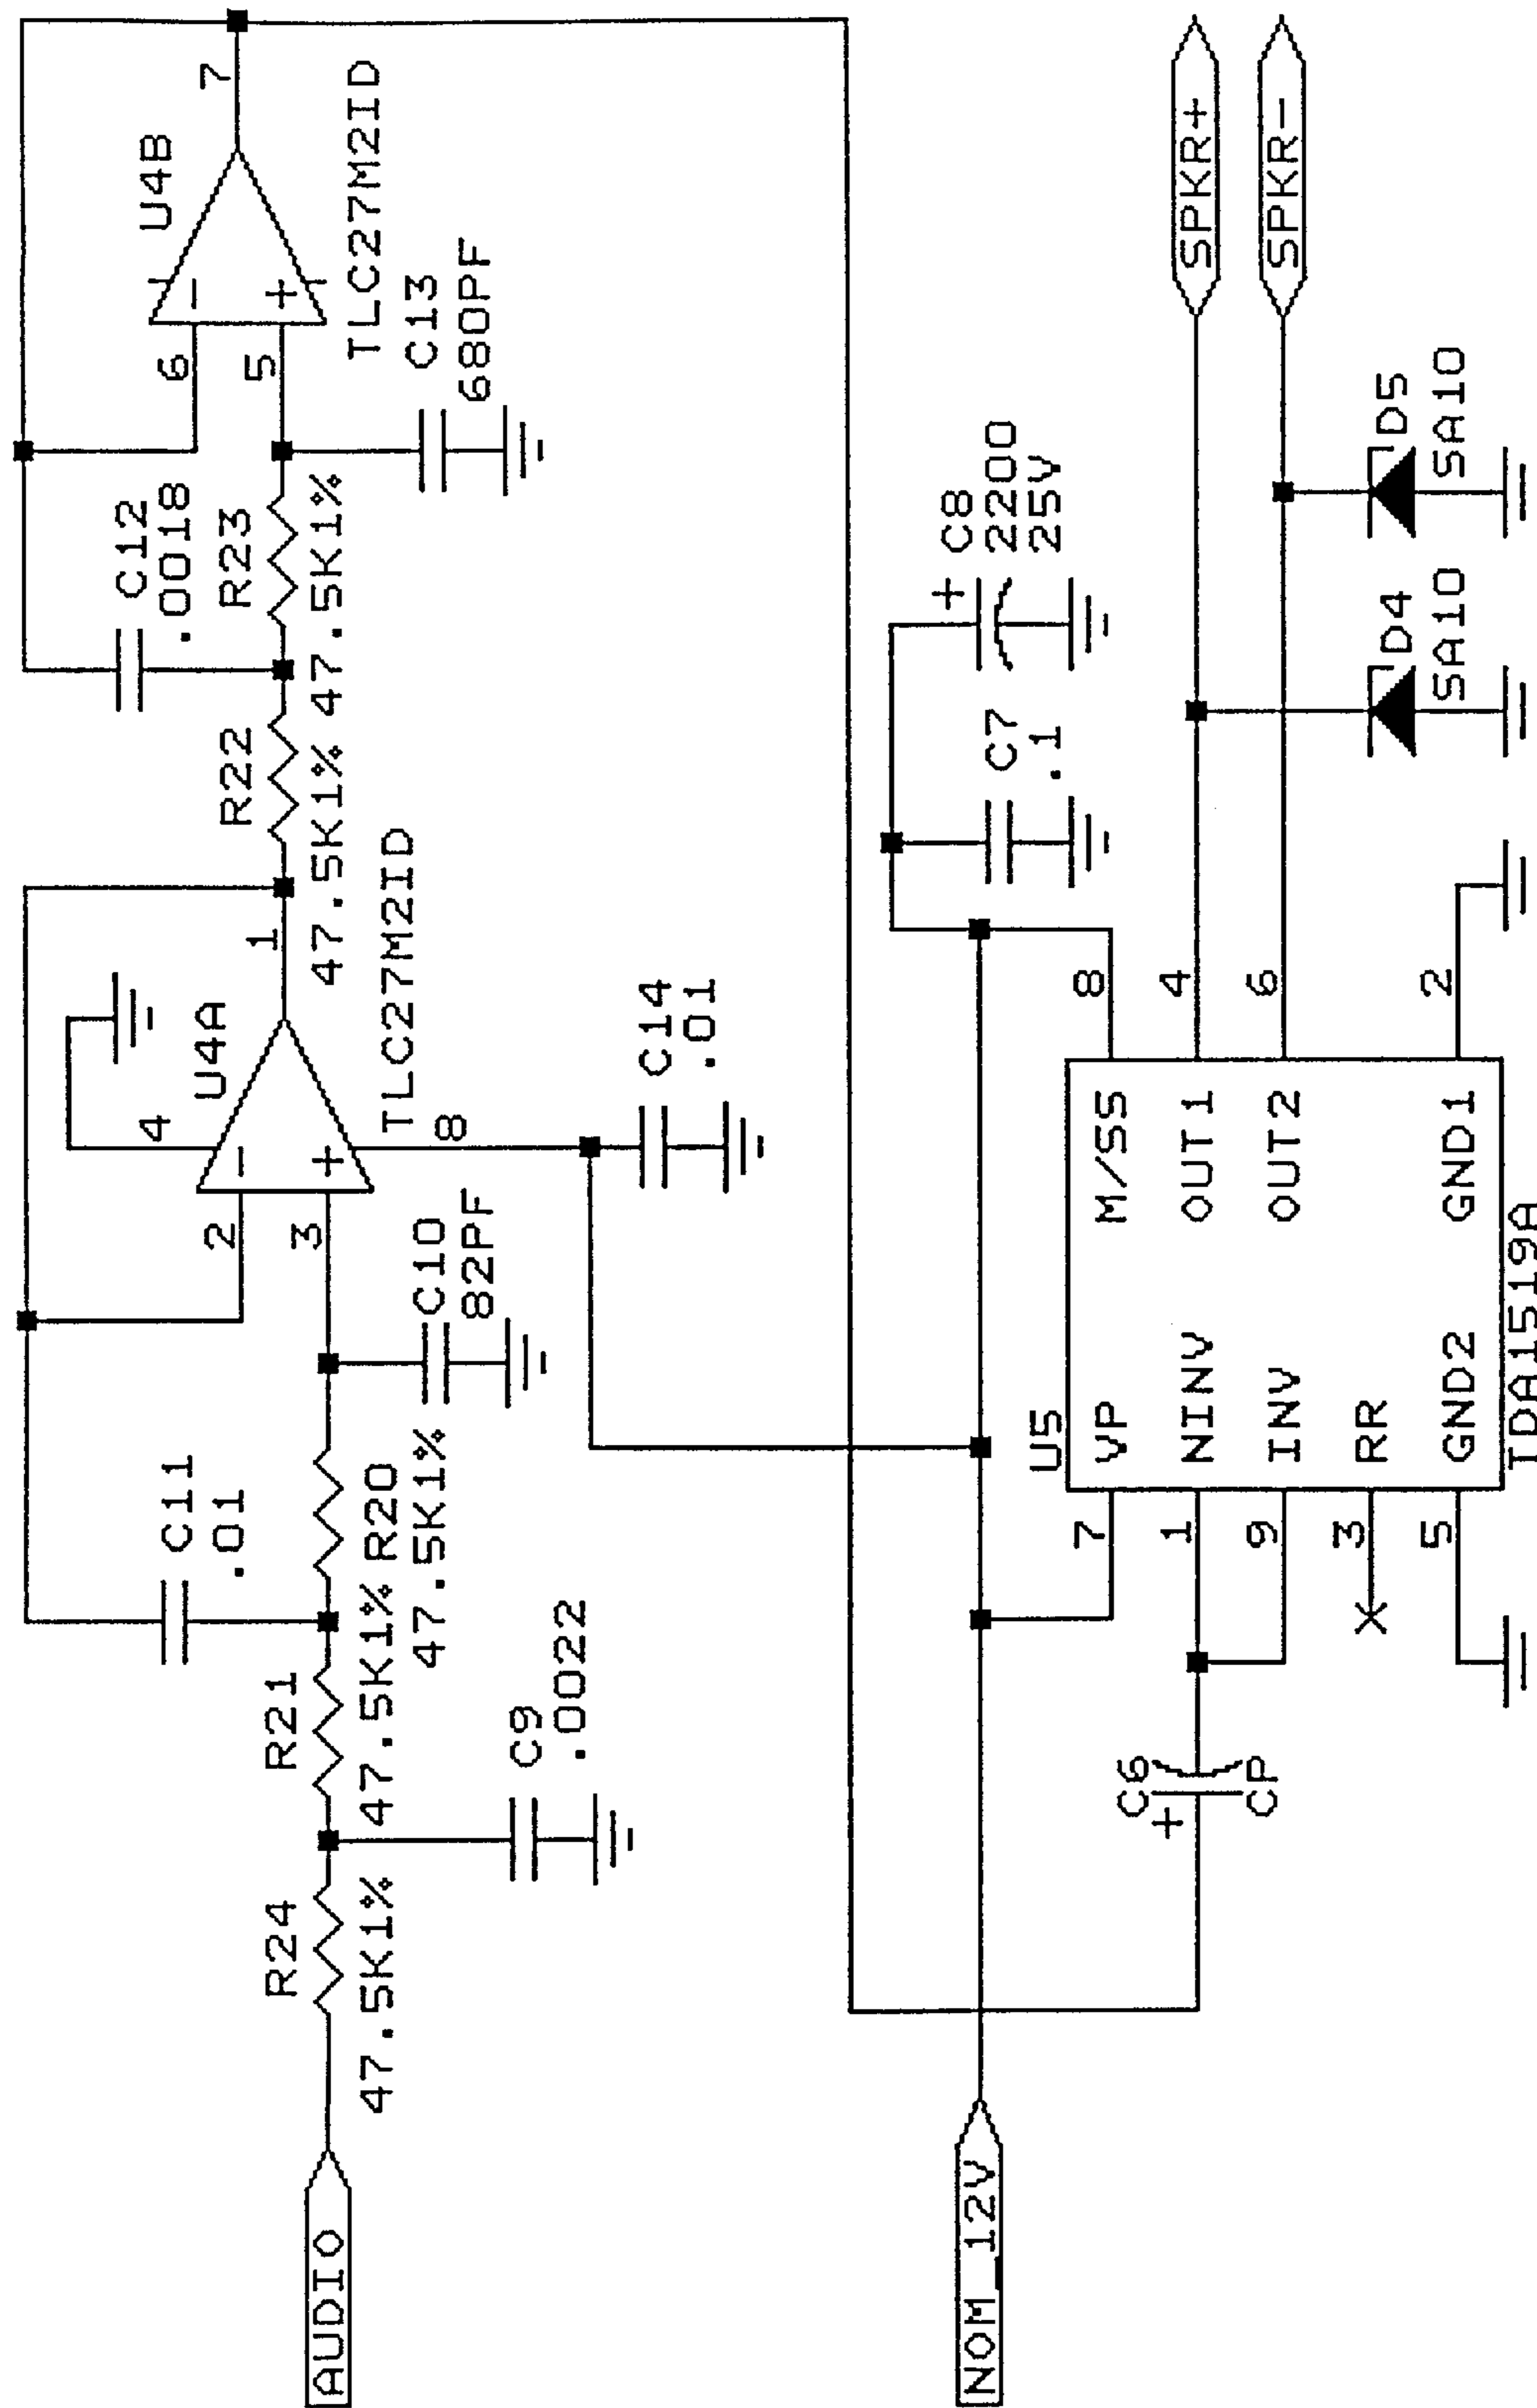 AUDIO
R24
47.5K1%
C9
.0022
R21
47.5K1%
C11
.01
R20
47.5K1%
C10
82PF
2
3
4
8
1
U4A
TLC27M2ID
C14
.01
R22
47.5K1%
C12
.0018
R23
47.5K1%
C13
680PF
6
5
7
U4B
TLC27M2ID
NOM_12V
C6
+
CP
7
1
9
3
5
U5
VP
NINV
INV
RR
GND2
M/SS
OUT1
OUT2
GND1
TDA1519A
8
4
6
2
C7
.1
+
C8
2200
25V
D4
SA10
D5
SA10
SPKR+
SPKR-